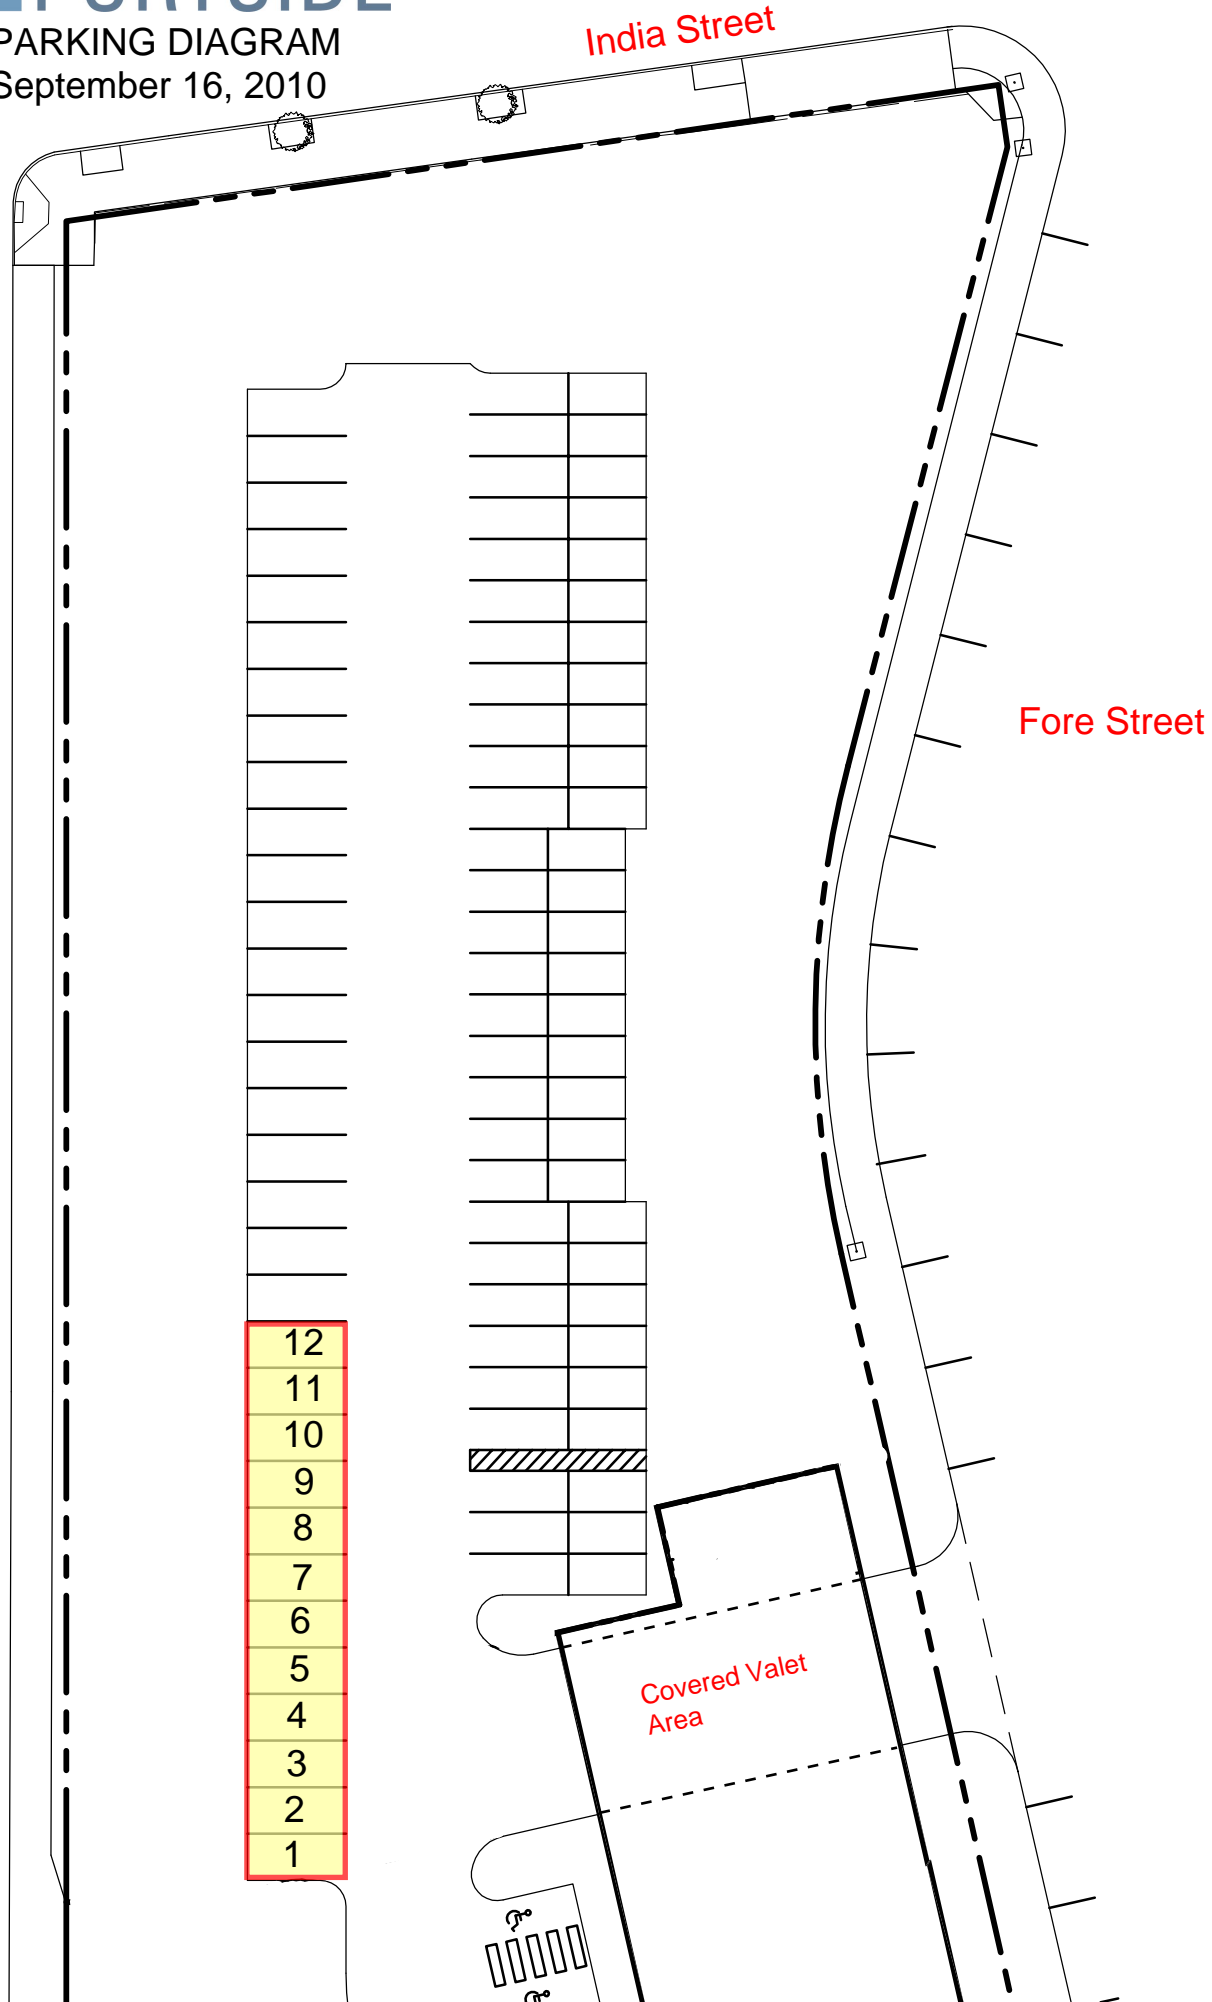 PORTSIDE
PARKING DIAGRAM
September 16, 2010
India Street
Fore Street
12
11
10
9
8
7
6
5
4
3
2
1
Covered Valet
Area